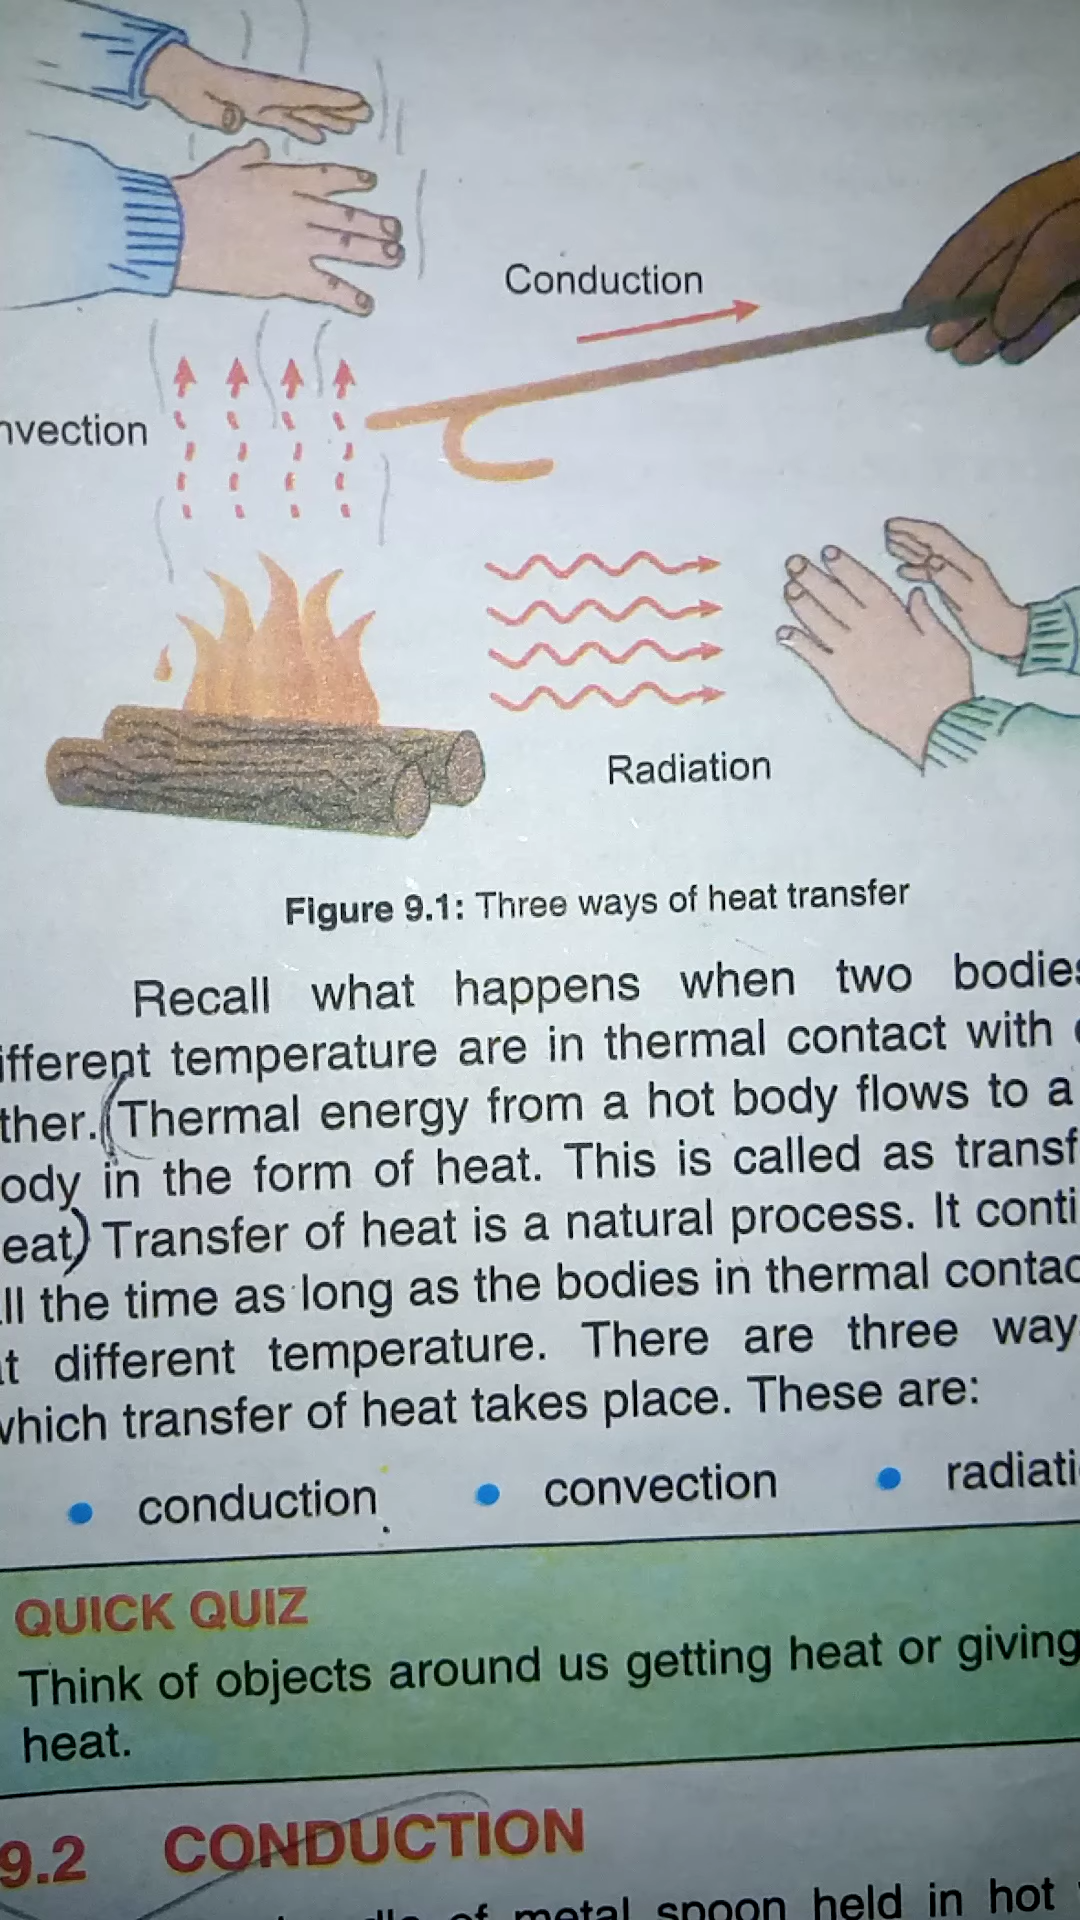 Conduction
nvection
Radiation
Figure 9.1: Three ways of heat transfer
Recall what happens when two bodies
ifferent temperature are in thermal contact with
ther. (Thermal energy from a hot body flows to a
ody in the form of heat. This is called as transf
eat) Transfer of heat is a natural process. It conti
ll the time as long as the bodies in thermal contac
t different temperature. There are three way
which transfer of heat takes place. These are:
• conduction • convection • radiati
QUICK QUIZ
Think of objects around us getting heat or giving
heat.
9.2 CONDUCTION
of metal spoon held in hot